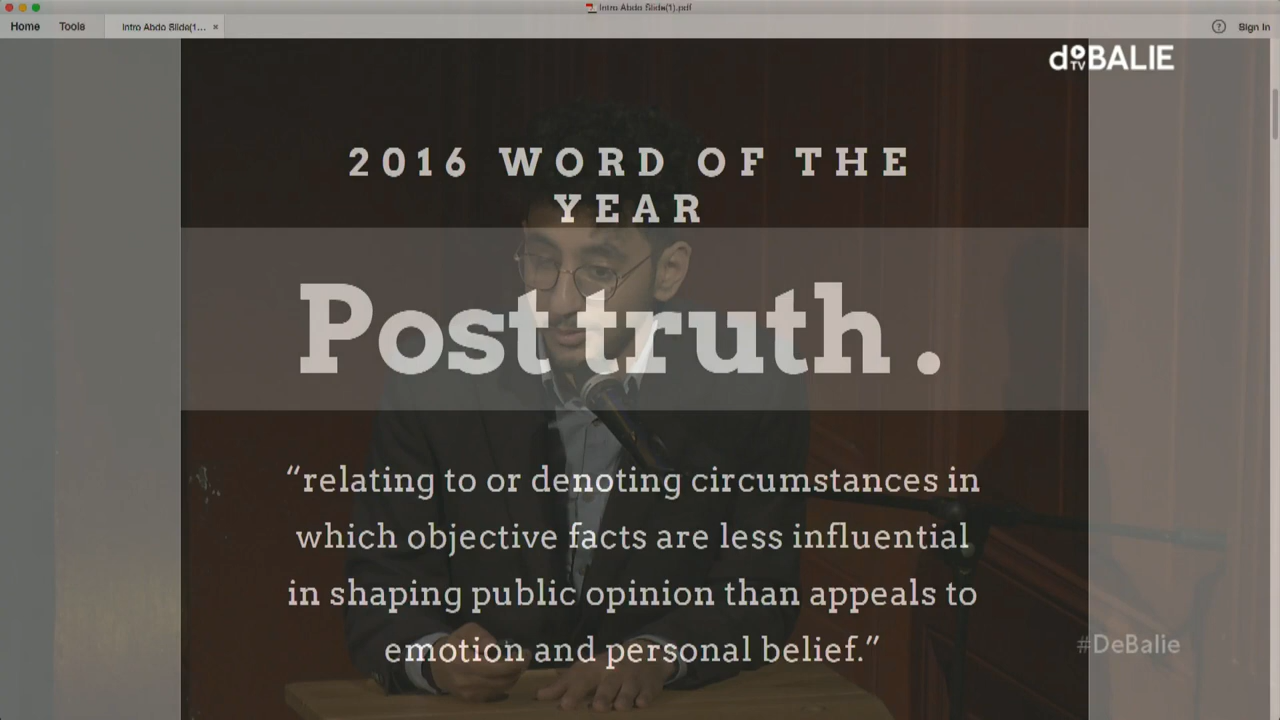 Intro Abdo Slide(1).pdf
Home Tools Intro Abdo Slide(1... × ? Sign In
deBALIE
TV
2016 WORD OF THE
YEAR
Post truth .
“relating to or denoting circumstances in
which objective facts are less influential
in shaping public opinion than appeals to
emotion and personal belief.”
#DeBalie